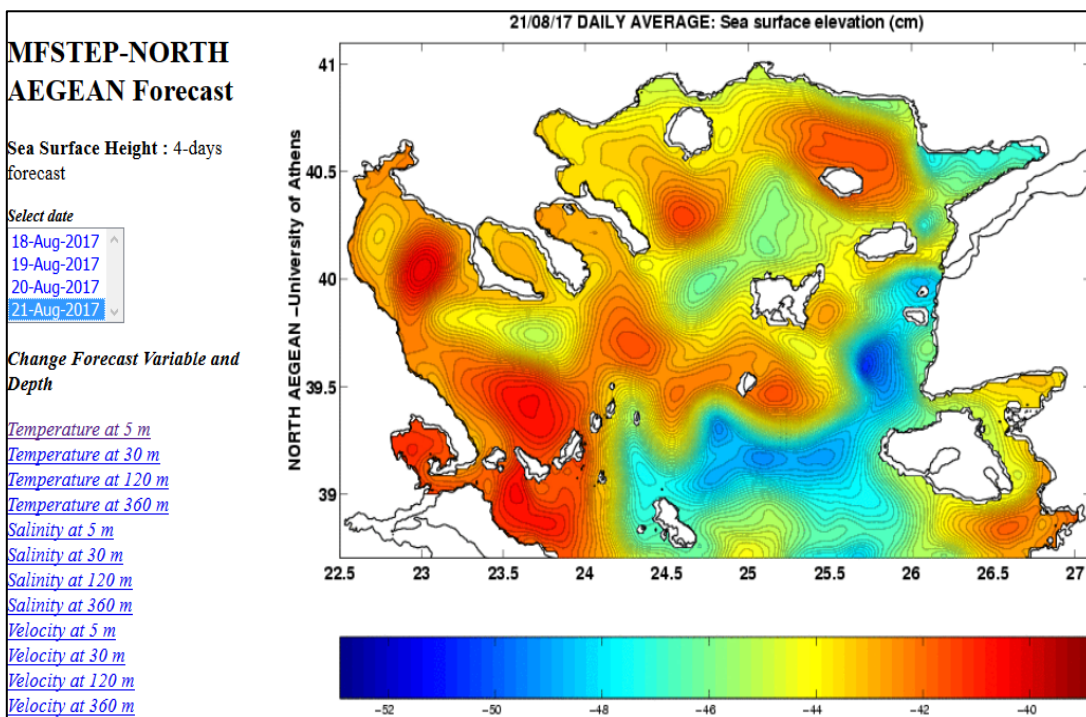 MFSTEP-NORTH
AEGEAN Forecast
Sea Surface Height : 4-days
forecast
Select date
18-Aug-2017
19-Aug-2017
20-Aug-2017
21-Aug-2017
Change Forecast Variable and
Depth
Temperature at 5 m
Temperature at 30 m
Temperature at 120 m
Temperature at 360 m
Salinity at 5 m
Salinity at 30 m
Salinity at 120 m
Salinity at 360 m
Velocity at 5 m
Velocity at 30 m
Velocity at 120 m
Velocity at 360 m
21/08/17 DAILY AVERAGE: Sea surface elevation (cm)
NORTH AEGEAN –University of Athens
41
40.5
40
39.5
39
22.5 23 23.5 24 24.5 25 25.5 26 26.5 27
−52 −50 −48 −46 −44 −42 −40